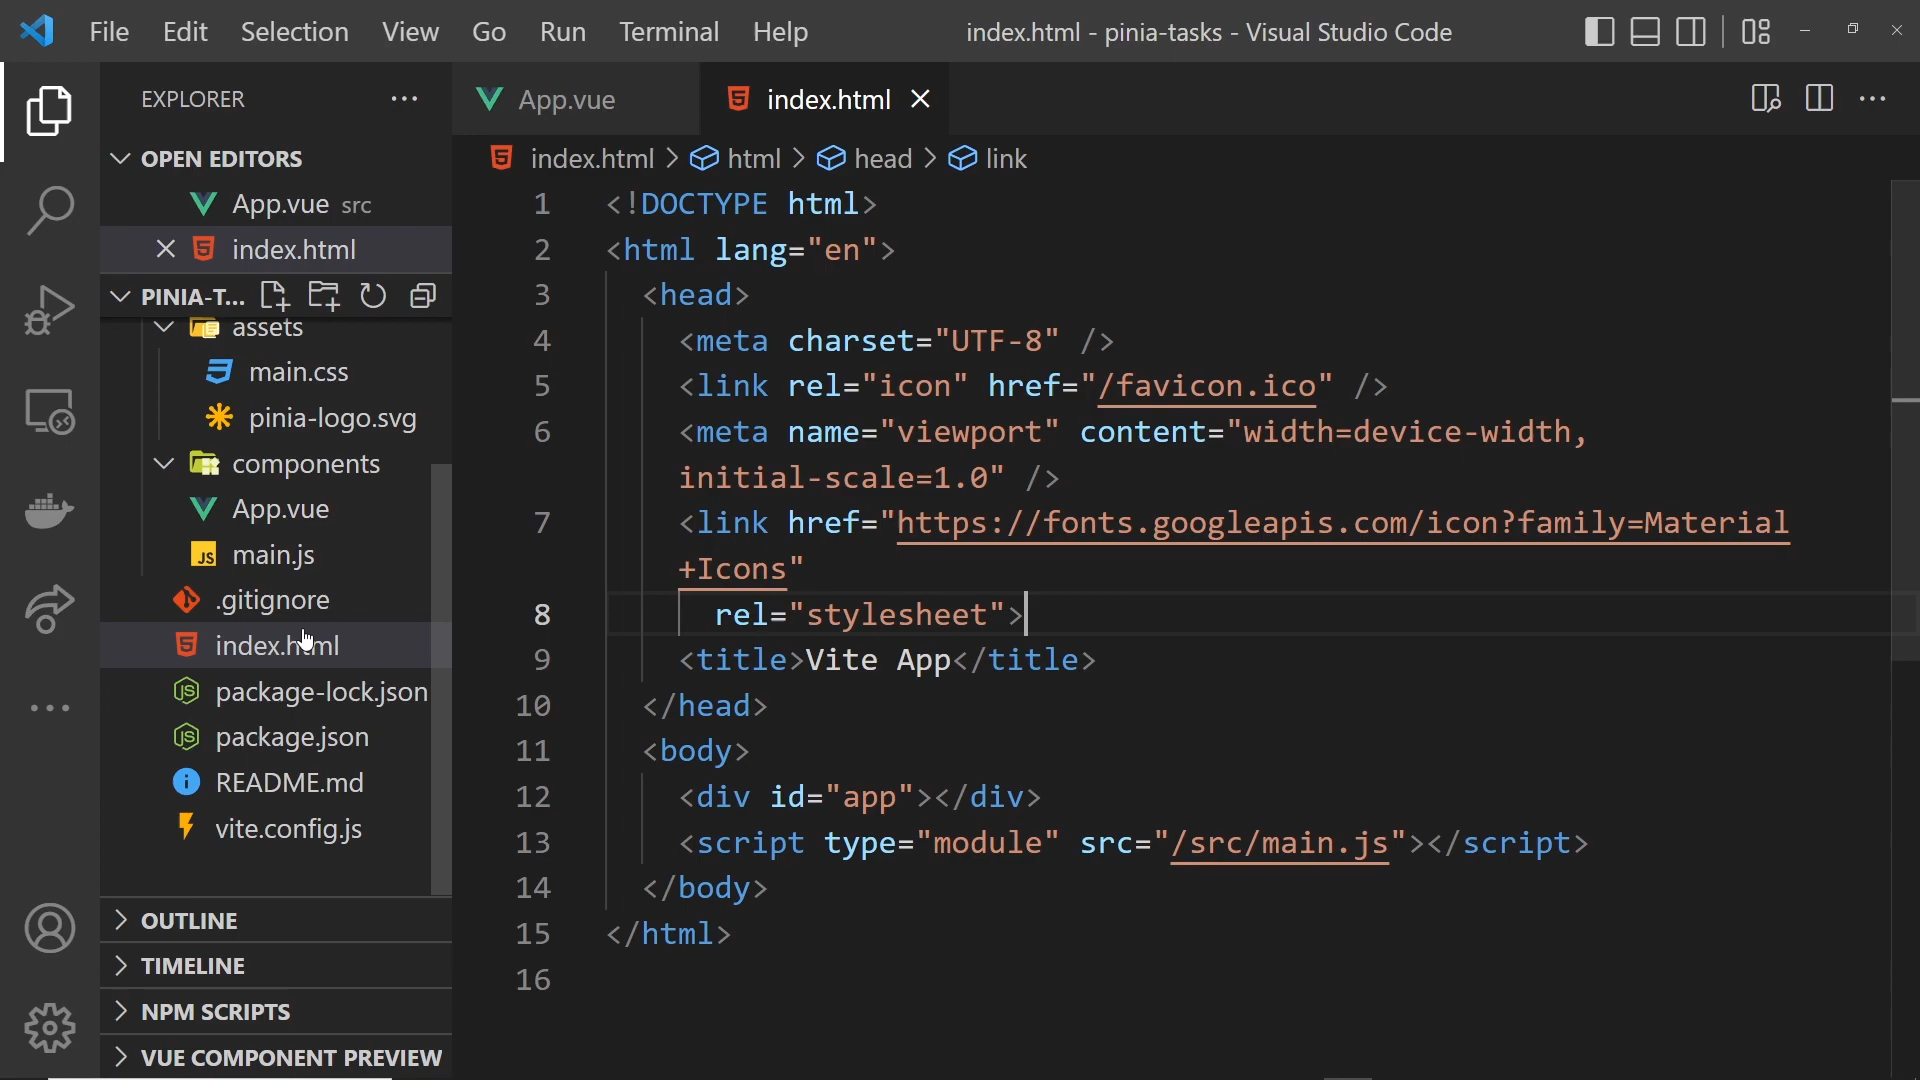 File Edit Selection View Go Run Terminal Help
index.html - pinia-tasks - Visual Studio Code
EXPLORER
OPEN EDITORS
App.vue src
index.html
PINIA-T...
assets
main.css
pinia-logo.svg
components
App.vue
main.js
.gitignore
index.html
package-lock.json
package.json
README.md
vite.config.js
OUTLINE
TIMELINE
NPM SCRIPTS
VUE COMPONENT PREVIEW
App.vue index.html
index.html > html > head > link
1 <!DOCTYPE html>
2 <html lang="en">
3 <head>
4 <meta charset="UTF-8" />
5 <link rel="icon" href="/favicon.ico" />
6 <meta name="viewport" content="width=device-width,
initial-scale=1.0" />
7 <link href="https://fonts.googleapis.com/icon?family=Material
+Icons"
8 rel="stylesheet">
9 <title>Vite App</title>
10 </head>
11 <body>
12 <div id="app"></div>
13 <script type="module" src="/src/main.js"></script>
14 </body>
15 </html>
16